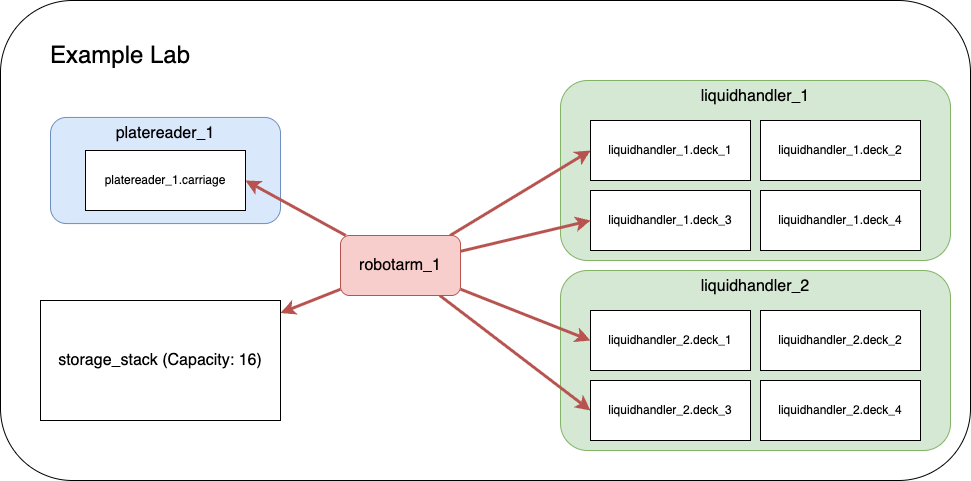 Example Lab
platereader_1
platereader_1.carriage
robotarm_1
storage_stack (Capacity: 16)
liquidhandler_1
liquidhandler_1.deck_1
liquidhandler_1.deck_2
liquidhandler_1.deck_3
liquidhandler_1.deck_4
liquidhandler_2
liquidhandler_2.deck_1
liquidhandler_2.deck_2
liquidhandler_2.deck_3
liquidhandler_2.deck_4